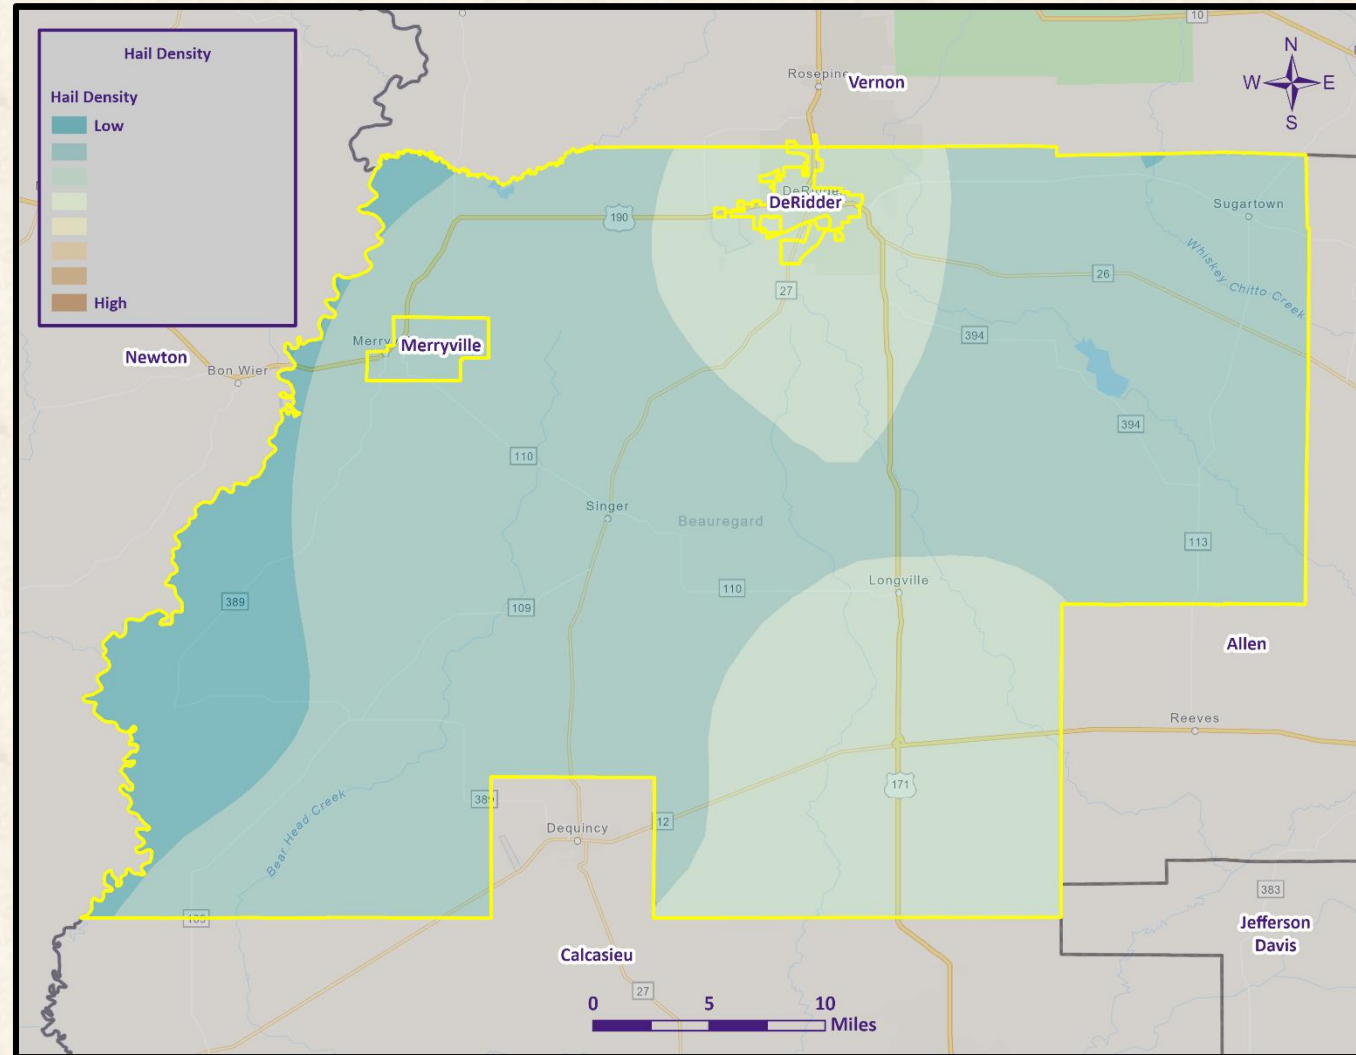 Hail Density
Hail Density
Low
High
10
N
W
E
S
Rosepine
Vernon
DeRidder
190
Sugartown
Whiskey Chitto Creek
26
27
394
Merryville
Newton
Bon Wier
394
110
Singer
Beauregard
113
389
109
110
Longville
Allen
Reeves
171
389
12
Dequincy
Bear Head Creek
383
109
Jefferson
Davis
Calcasieu
27
0 5 10
Miles